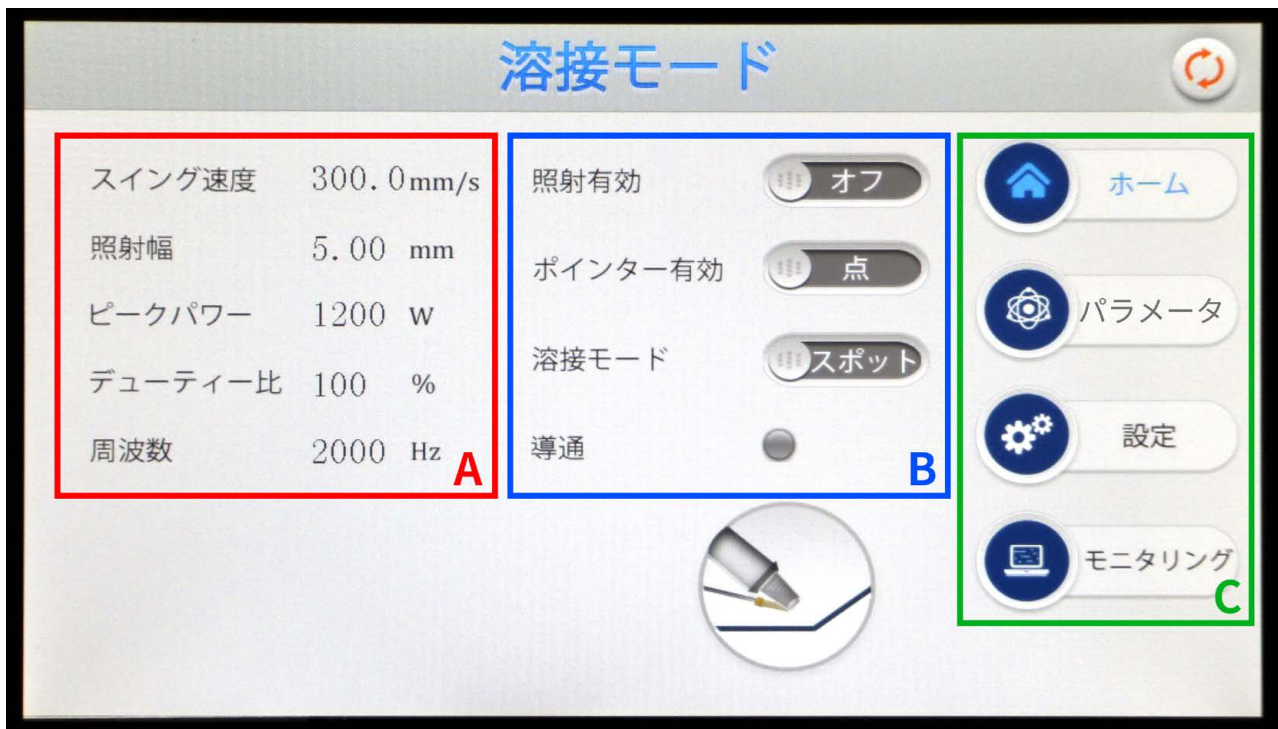 溶接モード
スイング速度 300.0mm/s
照射幅 5.00 mm
ピークパワー 1200 W
デューティー比 100 %
周波数 2000 Hz
A
照射有効 オフ
ポインター有効 点
溶接モード スポット
導通
B
ホーム
パラメータ
設定
モニタリング
C